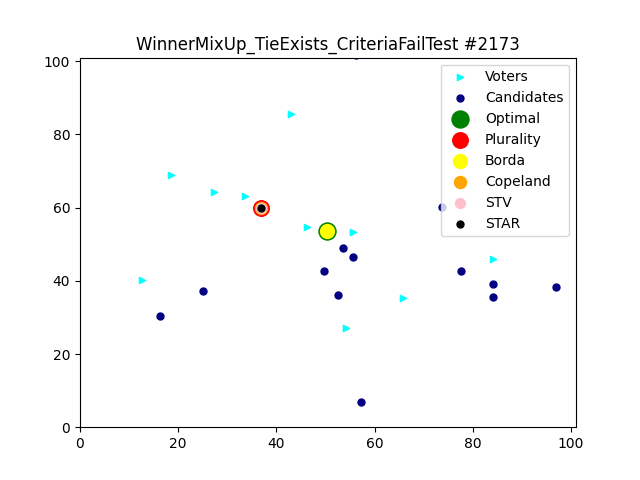 WinnerMixUp_TieExists_CriteriaFailTest #2173
100
80
60
40
20
0
0
20
40
60
80
100
Voters
Candidates
Optimal
Plurality
Borda
Copeland
STV
STAR